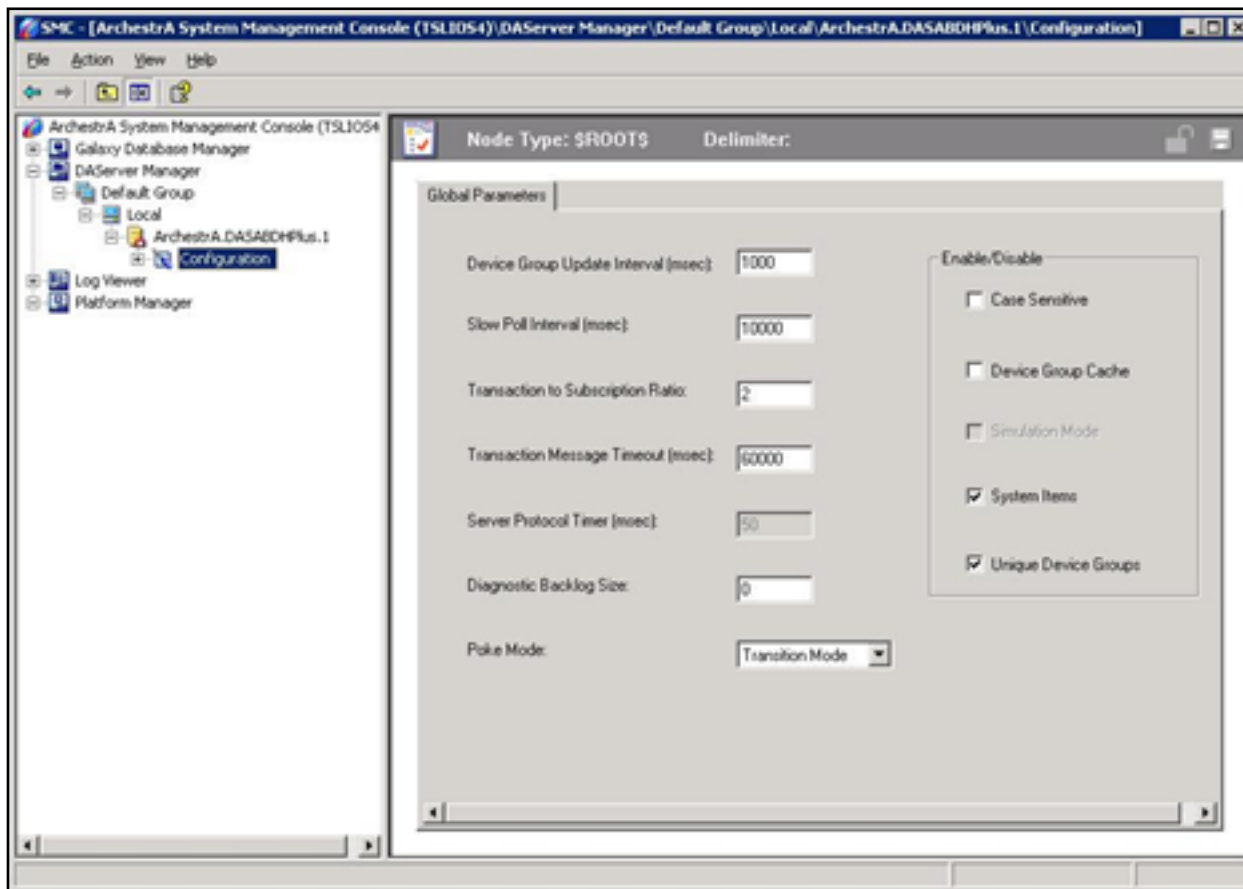 SMC - [ArchestrA System Management Console (TSLIOS4)\DAServer Manager\Default Group\Local\ArchestrA.DASABDHPlus.1\Configuration]
File Action View Help
ArchestrA System Management Console (TSLIOS4
Galaxy Database Manager
DAServer Manager
Default Group
Local
ArchestrA.DASABDHPlus.1
Configuration
Log Viewer
Platform Manager
Node Type: $ROOT$ Delimiter:
Global Parameters
Device Group Update Interval (msec): 1000
Slow Poll Interval (msec): 10000
Transaction to Subscription Ratio: 2
Transaction Message Timeout (msec): 60000
Server Protocol Timer (msec): 50
Diagnostic Backlog Size: 0
Poke Mode: Transition Mode
Enable/Disable
Case Sensitive
Device Group Cache
Simulation Mode
System Items
Unique Device Groups